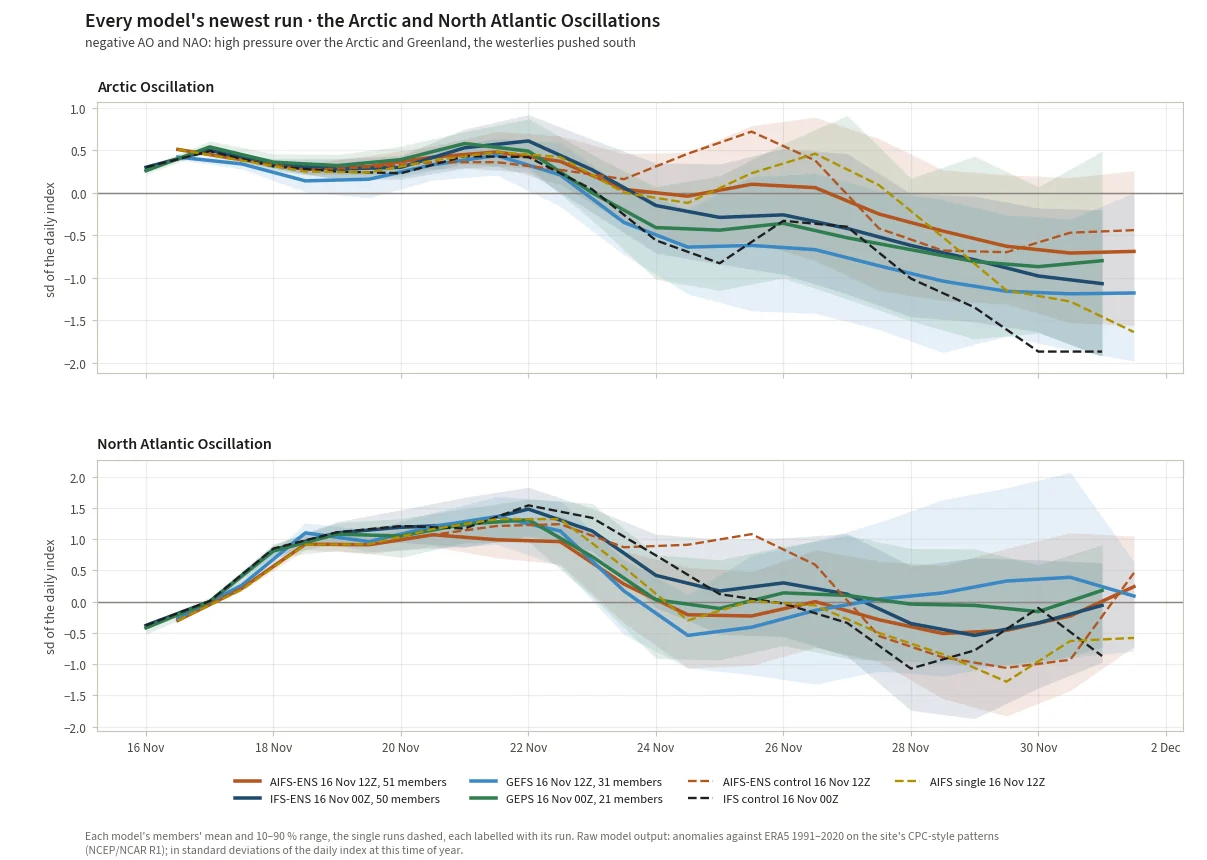 Every model's newest run · the Arctic and North Atlantic Oscillations
negative AO and NAO: high pressure over the Arctic and Greenland, the westerlies pushed south
Arctic Oscillation
1.0
0.5
0.0
−0.5
−1.0
−1.5
−2.0
sd of the daily index
North Atlantic Oscillation
2.0
1.5
1.0
0.5
0.0
−0.5
−1.0
−1.5
−2.0
sd of the daily index
16 Nov 18 Nov 20 Nov 22 Nov 24 Nov 26 Nov 28 Nov 30 Nov 2 Dec
AIFS-ENS 16 Nov 12Z, 51 members GEFS 16 Nov 12Z, 31 members AIFS-ENS control 16 Nov 12Z AIFS single 16 Nov 12Z
IFS-ENS 16 Nov 00Z, 50 members GEPS 16 Nov 00Z, 21 members IFS control 16 Nov 00Z
Each model's members' mean and 10–90 % range, the single runs dashed, each labelled with its run. Raw model output: anomalies against ERA5 1991–2020 on the site's CPC-style patterns
(NCEP/NCAR R1); in standard deviations of the daily index at this time of year.